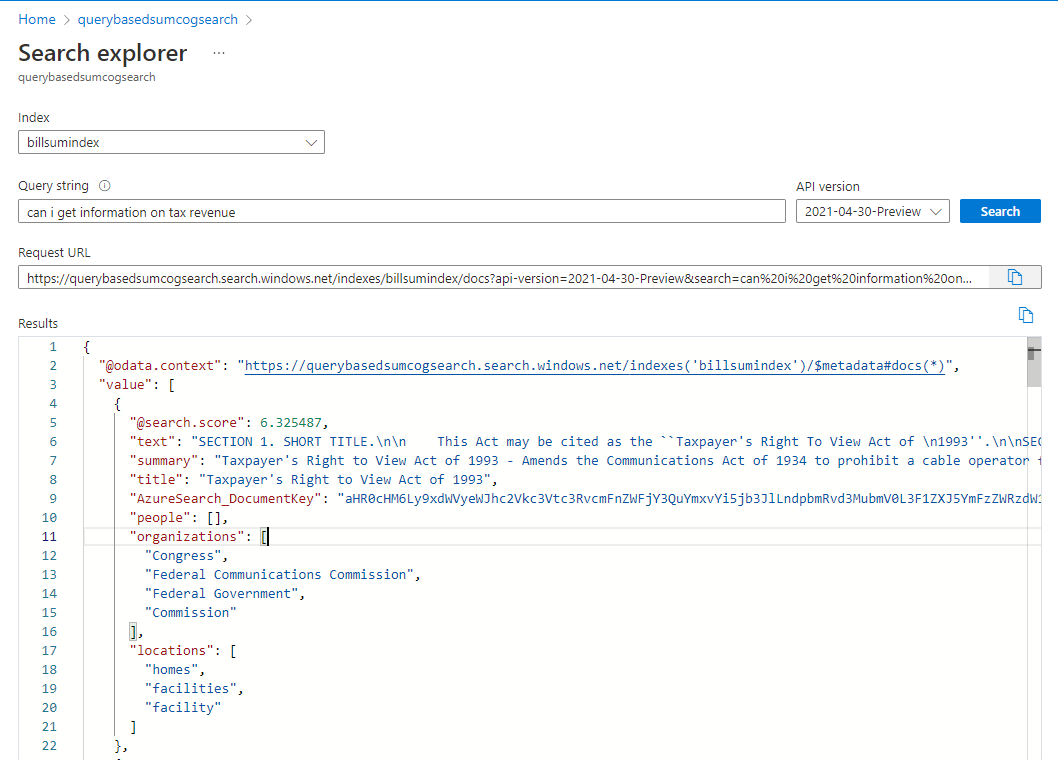 Home > querybasedsumcogsearch >
Search explorer ...
querybasedsumcogsearch
Index
billsumindex
Query string
API version
can i get information on tax revenue
2021-04-30-Preview
Search
Request URL
https://querybasedsumcogsearch.search.windows.net/indexes/billsumindex/docs?api-version=2021-04-30-Preview&search=can%20i%20get%20information%20on...
Results
1 {
2 "@odata.context": "https://querybasedsumcogsearch.search.windows.net/indexes('billsumindex')/$metadata#docs(*)",
3 "value": [
4 {
5 "@search.score": 6.325487,
6 "text": "SECTION 1. SHORT TITLE.\n\n    This Act may be cited as the ``Taxpayer's Right To View Act of \n1993''.\n\nSEC
7 "summary": "Taxpayer's Right to View Act of 1993 - Amends the Communications Act of 1934 to prohibit a cable operator
8 "title": "Taxpayer's Right to View Act of 1993",
9 "AzureSearch_DocumentKey":
10 "people": [],
11 "organizations": [
12 "Congress",
13 "Federal Communications Commission",
14 "Federal Government",
15 "Commission"
16 ],
17 "locations": [
18 "homes",
19 "facilities",
20 "facility"
21 ]
22 },